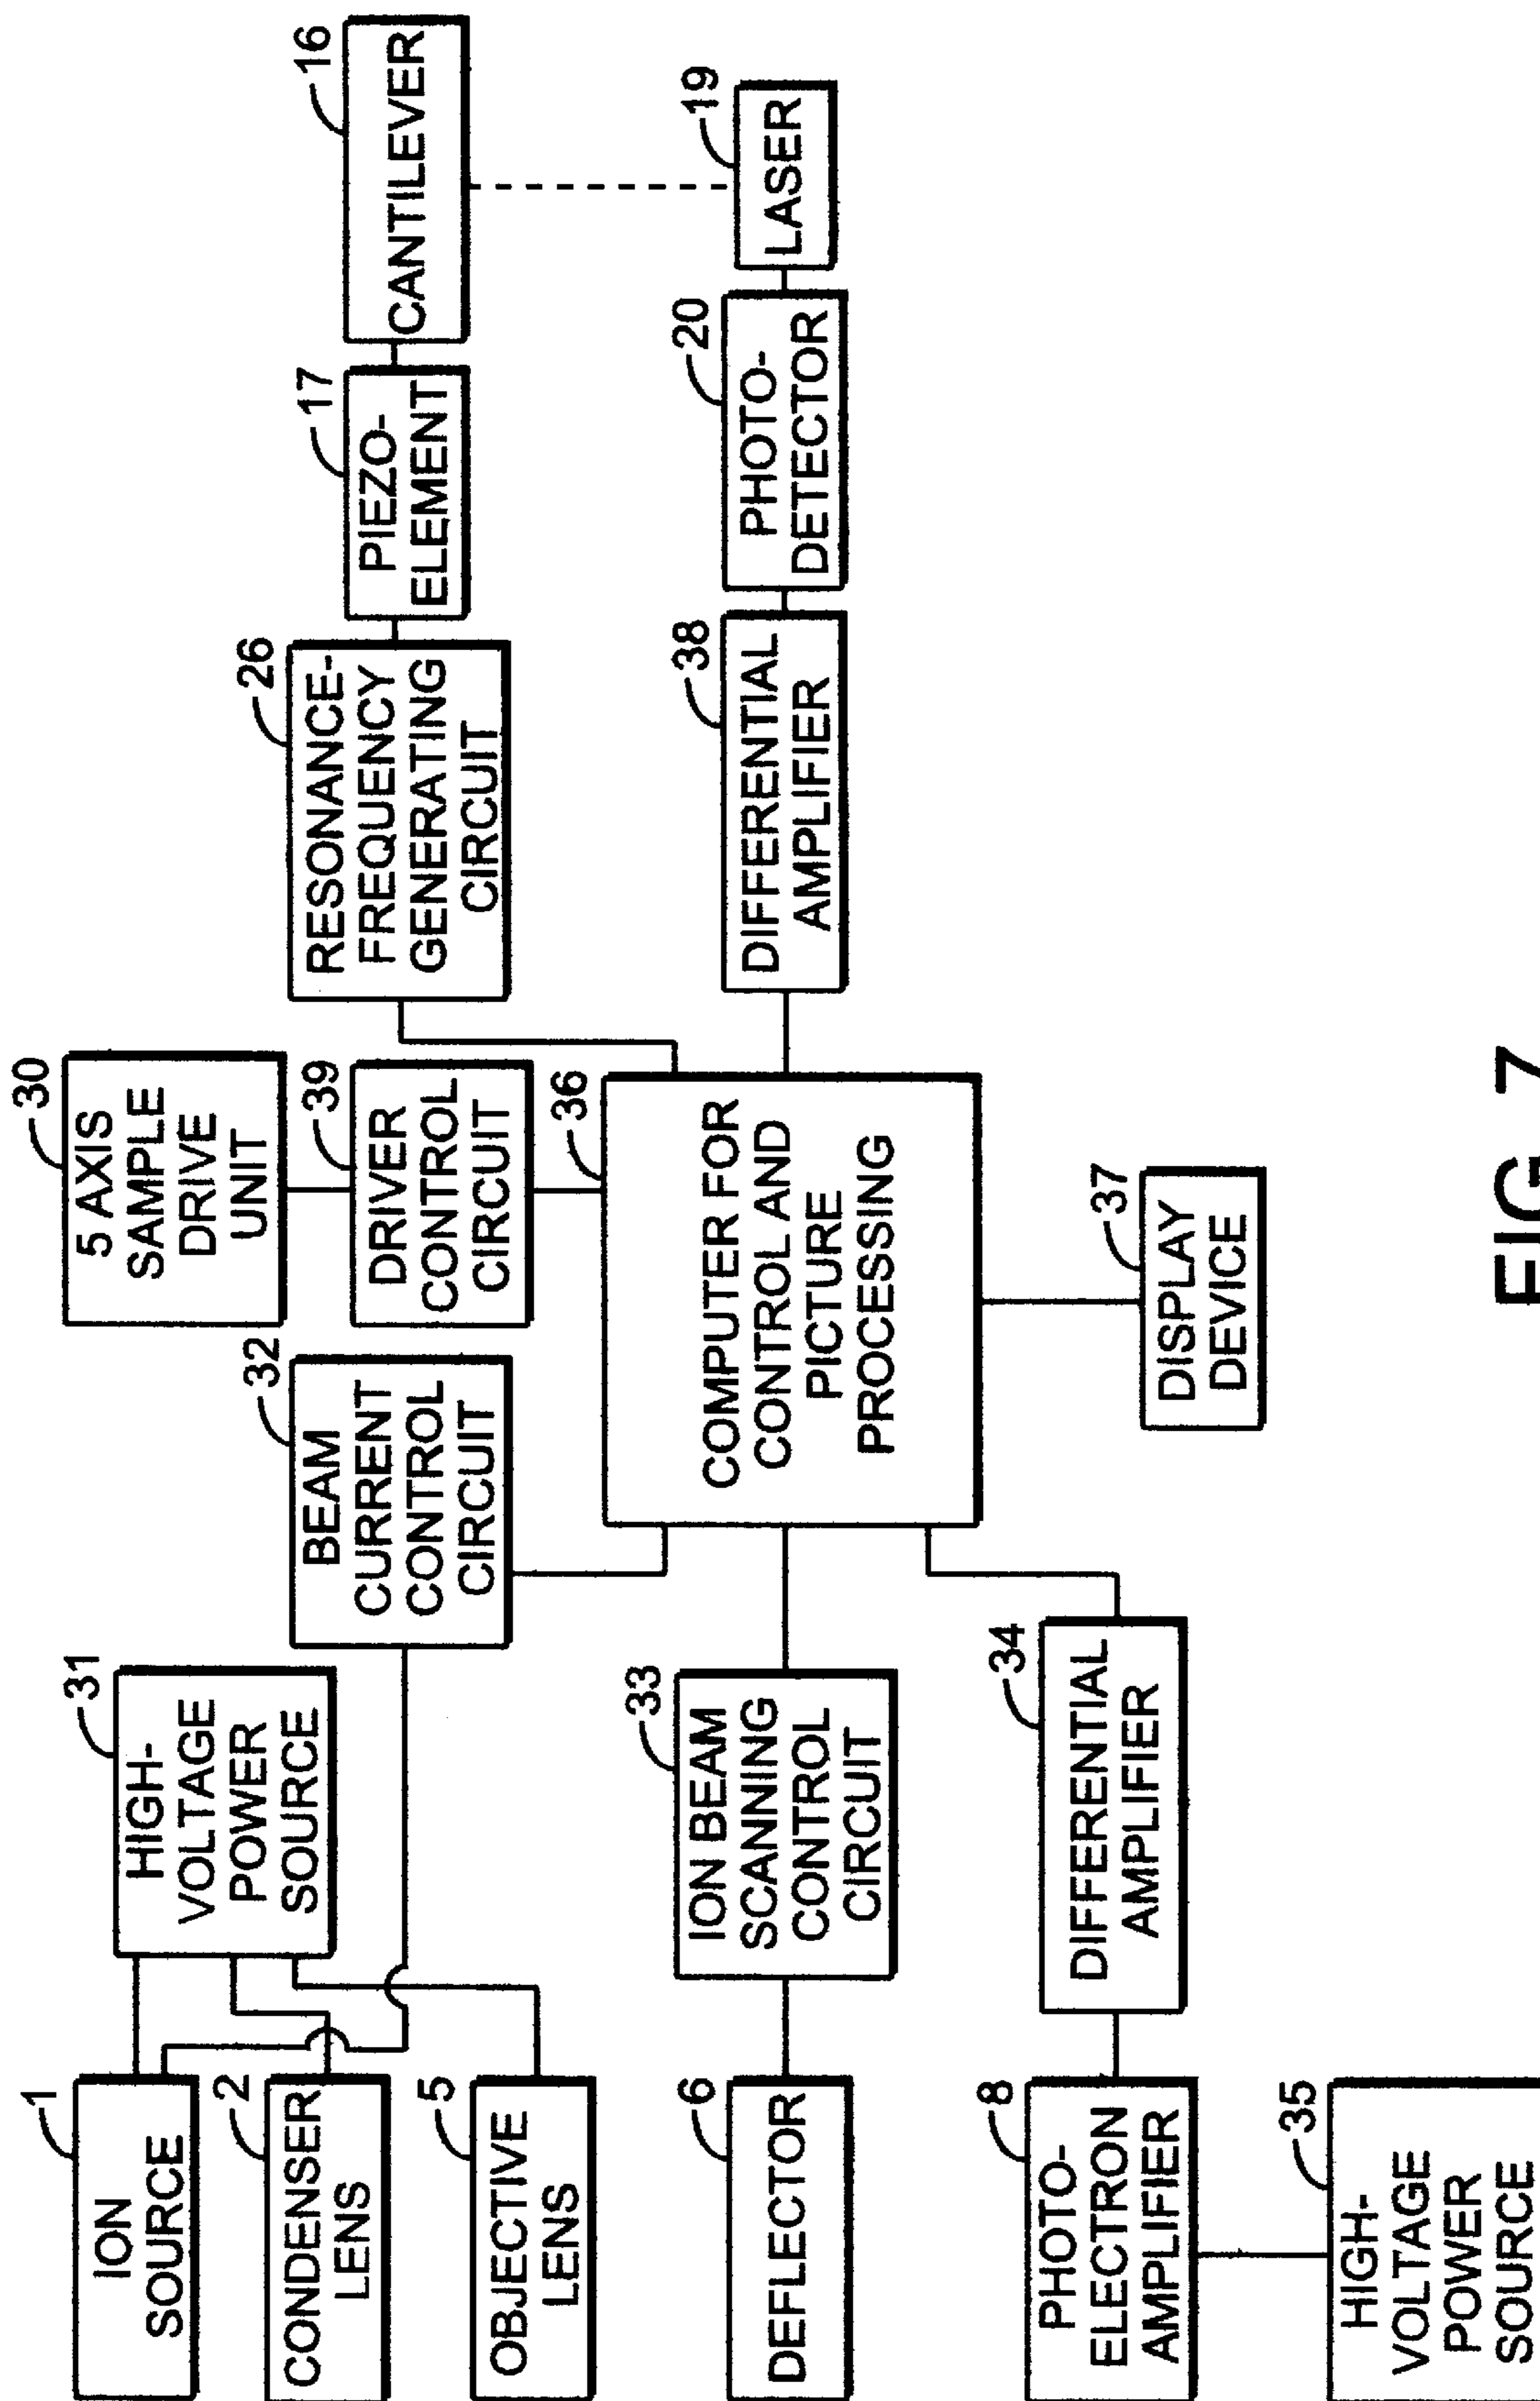 1
ION
SOURCE
2
CONDENSER
LENS
5
OBJECTIVE
LENS
6
DEFLECTOR
8
PHOTO-
ELECTRON
AMPLIFIER
35
HIGH-
VOLTAGE
POWER
SOURCE
31
HIGH-
VOLTAGE
POWER
SOURCE
32
BEAM
CURRENT
CONTROL
CIRCUIT
33
ION BEAM
SCANNING
CONTROL
CIRCUIT
34
DIFFERENTIAL
AMPLIFIER
30
5 AXIS
SAMPLE
DRIVE
UNIT
39
DRIVER
CONTROL
CIRCUIT
36
COMPUTER FOR
CONTROL AND
PICTURE
PROCESSING
37
DISPLAY
DEVICE
26
RESONANCE-
FREQUENCY
GENERATING
CIRCUIT
17
PIEZO-
ELEMENT
16
CANTILEVER
38
DIFFERENTIAL
AMPLIFIER
20
PHOTO-
DETECTOR
19
LASER
FIG. 7